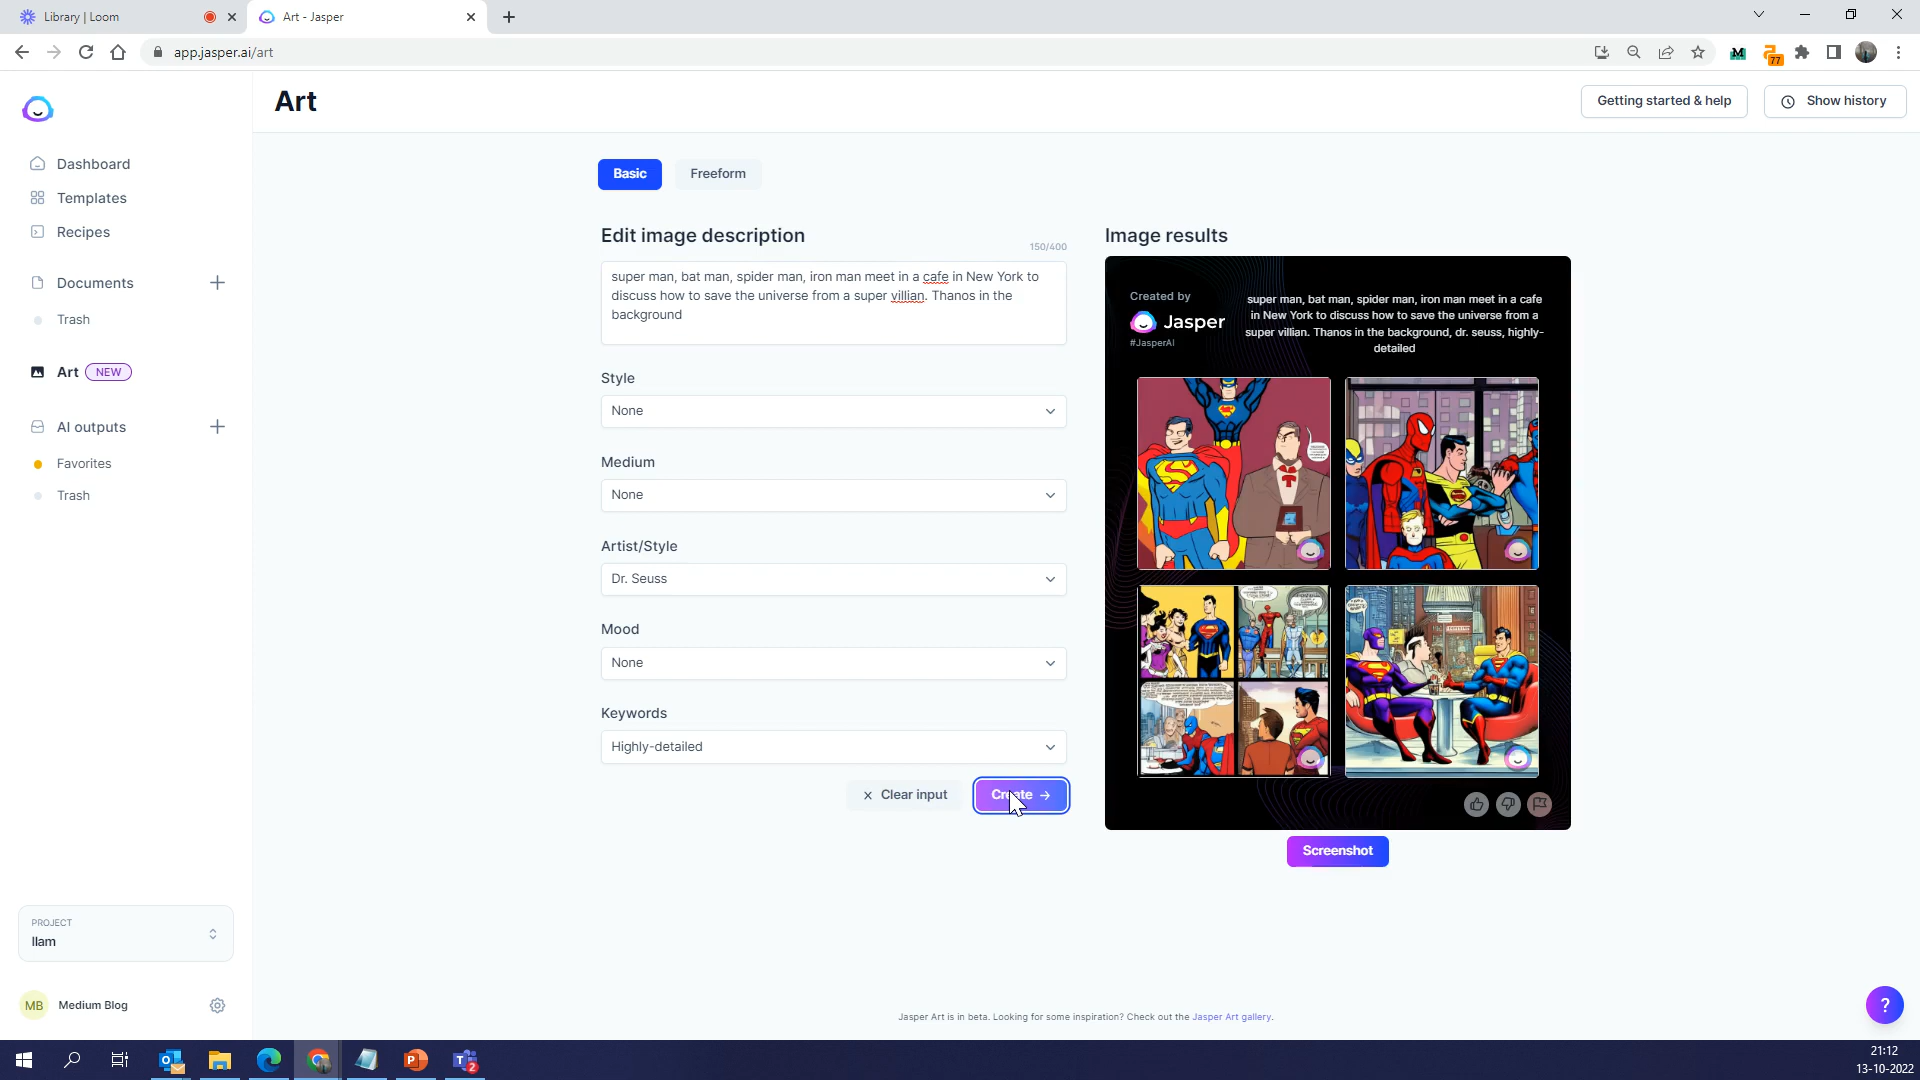 Library | Loom
Art - Jasper
app.jasper.ai/art
77
Art
Getting started & help
Show history
Dashboard
Templates
Recipes
Documents
Trash
Art NEW
AI outputs
Favorites
Trash
Basic
Freeform
Edit image description
150/400
super man, bat man, spider man, iron man meet in a cafe in New York to
discuss how to save the universe from a super villian. Thanos in the
background
Style
None
Medium
None
Artist/Style
Dr. Seuss
Mood
None
Keywords
Highly-detailed
Clear input
Create
Image results
Created by
Jasper
#JasperAI
super man, bat man, spider man, iron man meet in a cafe
in New York to discuss how to save the universe from a
super villian. Thanos in the background, dr. seuss, highly-
detailed
Screenshot
PROJECT
Ilam
MB
Medium Blog
Jasper Art is in beta. Looking for some inspiration? Check out the Jasper Art gallery.
?
2
21:12
13-10-2022